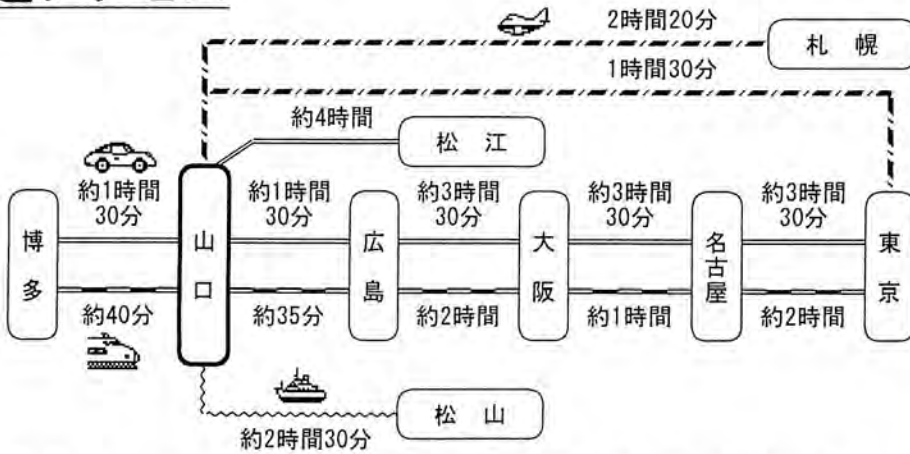 2時間20分
札幌
1時間30分
約4時間
松江
約1時間
30分
約1時間
30分
約3時間
30分
約3時間
30分
約3時間
30分
博多
山口
広島
大阪
名古屋
東京
約40分
約35分
約2時間
約1時間
約2時間
松山
約2時間30分